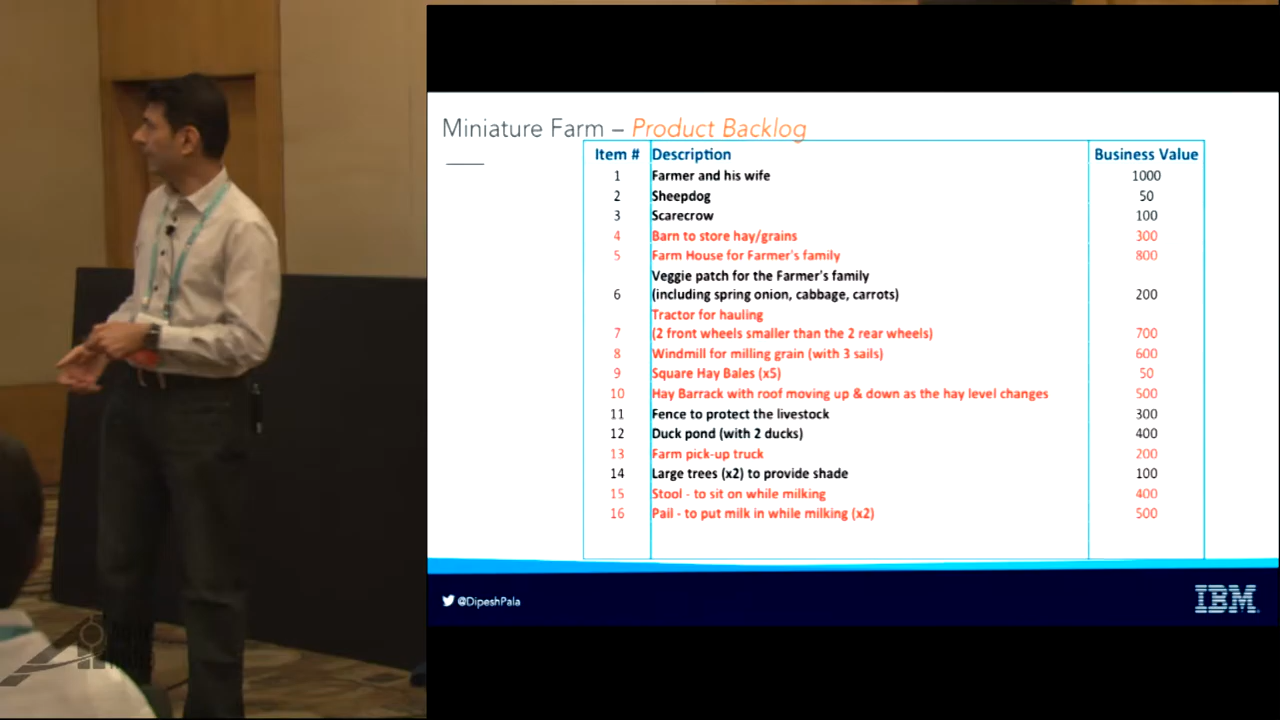 Miniature Farm – Product Backlog
Item # Description Business Value
1 Farmer and his wife 1000
2 Sheepdog 50
3 Scarecrow 100
4 Barn to store hay/grains 300
5 Farm House for Farmer's family 800
Veggie patch for the Farmer's family
6 (including spring onion, cabbage, carrots) 200
Tractor for hauling
7 (2 front wheels smaller than the 2 rear wheels) 700
8 Windmill for milling grain (with 3 sails) 600
9 Square Hay Bales (x5) 50
10 Hay Barrack with roof moving up & down as the hay level changes 500
11 Fence to protect the livestock 300
12 Duck pond (with 2 ducks) 400
13 Farm pick-up truck 200
14 Large trees (x2) to provide shade 100
15 Stool - to sit on while milking 400
16 Pail - to put milk in while milking (x2) 500
@DipeshPala
IBM